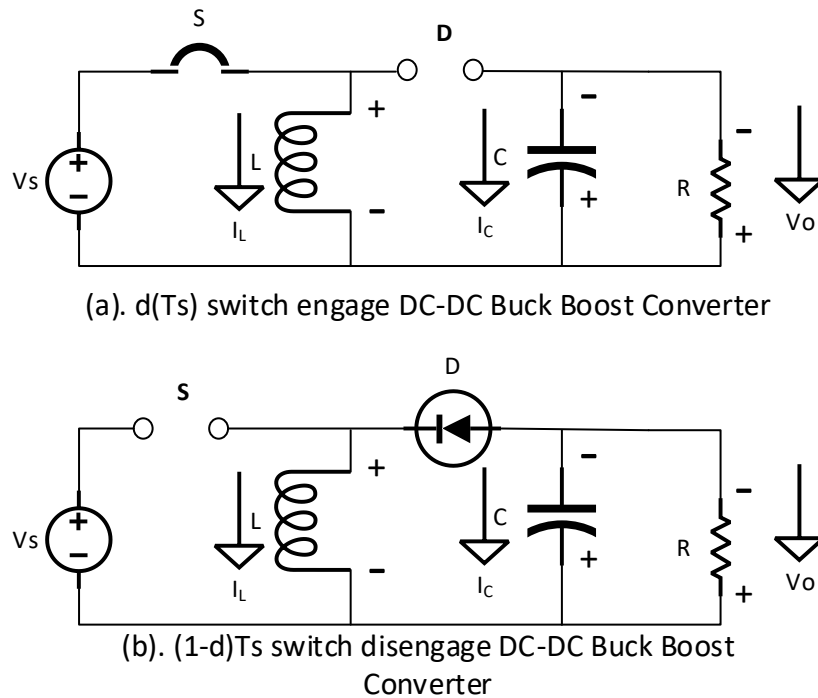 S
D
+
-
+
-
Vs
L
I_L
+
-
I_C
C
-
+
R
-
+
Vo
(a). d(Ts) switch engage DC-DC Buck Boost Converter
D
S
+
-
+
-
Vs
L
I_L
+
-
I_C
C
-
+
R
-
+
Vo
(b). (1-d)Ts switch disengage DC-DC Buck Boost
Converter